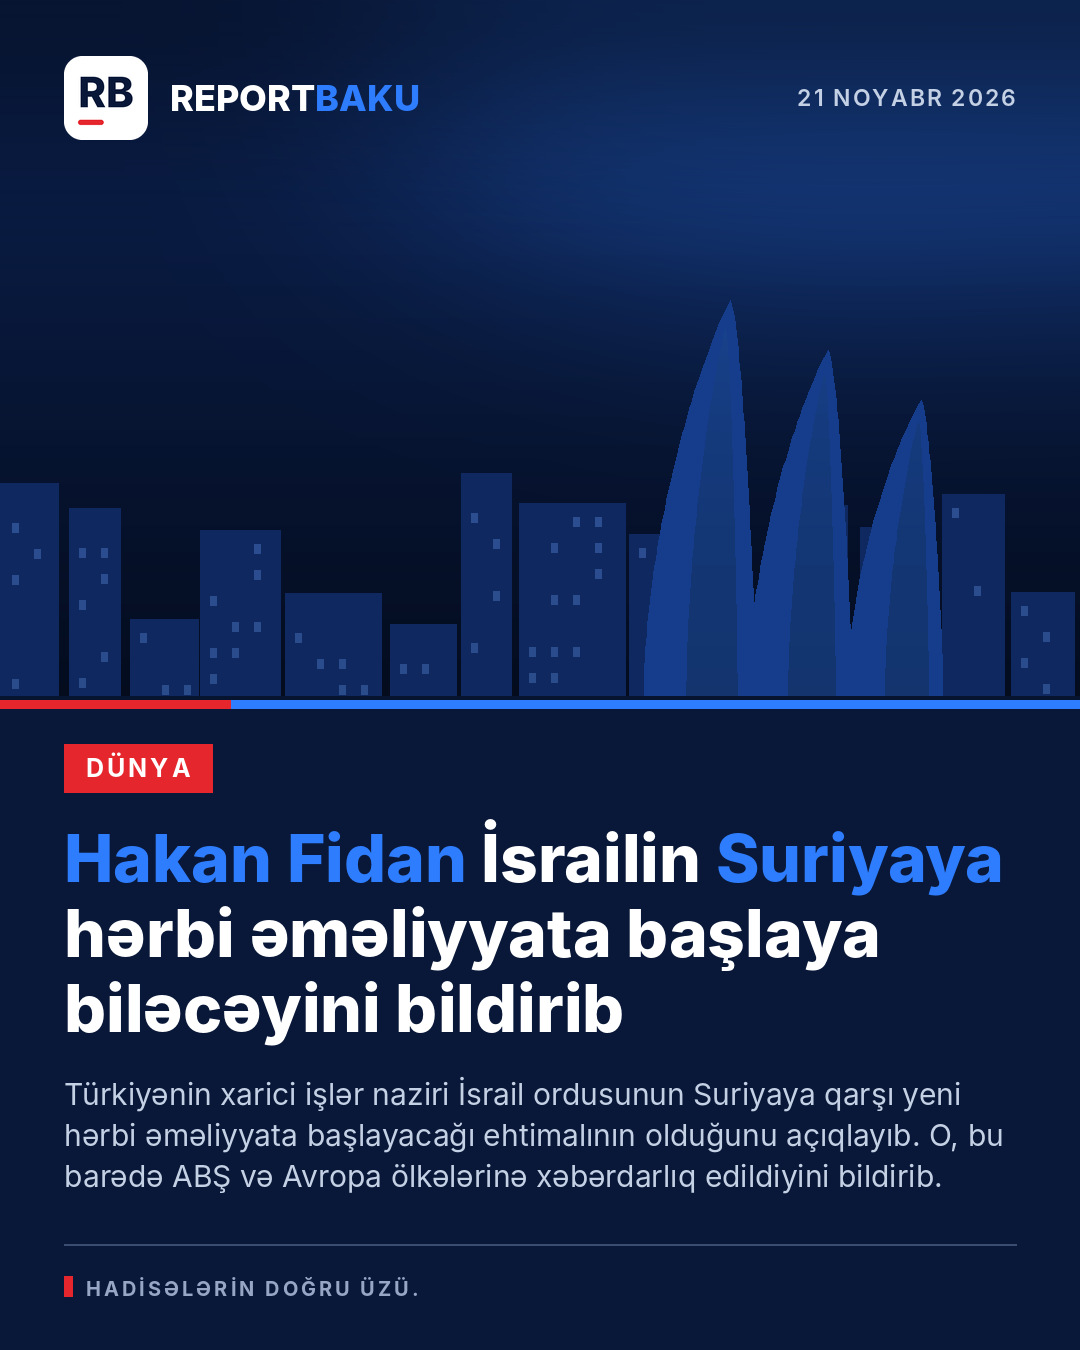 RB
REPORTBAKU
21 NOYABR 2026
DÜNYA
Hakan Fidan İsrailin Suriyaya
hərbi əməliyyata başlaya
biləcəyini bildirib
Türkiyənin xarici işlər naziri İsrail ordusunun Suriyaya qarşı yeni
hərbi əməliyyata başlayacağı ehtimalının olduğunu açıqlayıb. O, bu
barədə ABŞ və Avropa ölkələrinə xəbərdarlıq edildiyini bildirib.
HADİSƏLƏRİN DOĞRU ÜZÜ.